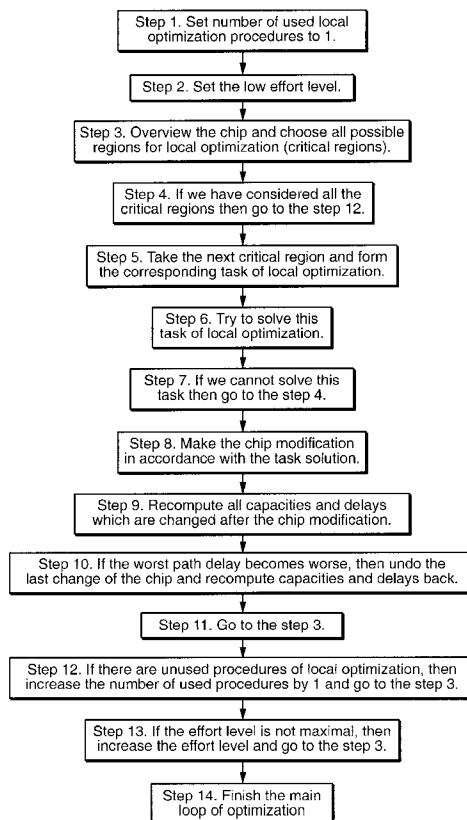 Step 1. Set number of used local
optimization procedures to 1.
Step 2. Set the low effort level.
Step 3. Overview the chip and choose all possible
regions for local optimization (critical regions).
Step 4. If we have considered all the
critical regions then go to the step 12.
Step 5. Take the next critical region and form
the corresponding task of local optimization.
Step 6. Try to solve this
task of local optimization.
Step 7. If we cannot solve this
task then go to the step 4.
Step 8. Make the chip modification
in accordance with the task solution.
Step 9. Recompute all capacities and delays
which are changed after the chip modification.
Step 10. If the worst path delay becomes worse, then undo the
last change of the chip and recompute capacities and delays back.
Step 11. Go to the step 3.
Step 12. If there are unused procedures of local optimization, then
increase the number of used procedures by 1 and go to the step 3.
Step 13. If the effort level is not maximal, then
increase the effort level and go to the step 3.
Step 14. Finish the main
loop of optimization